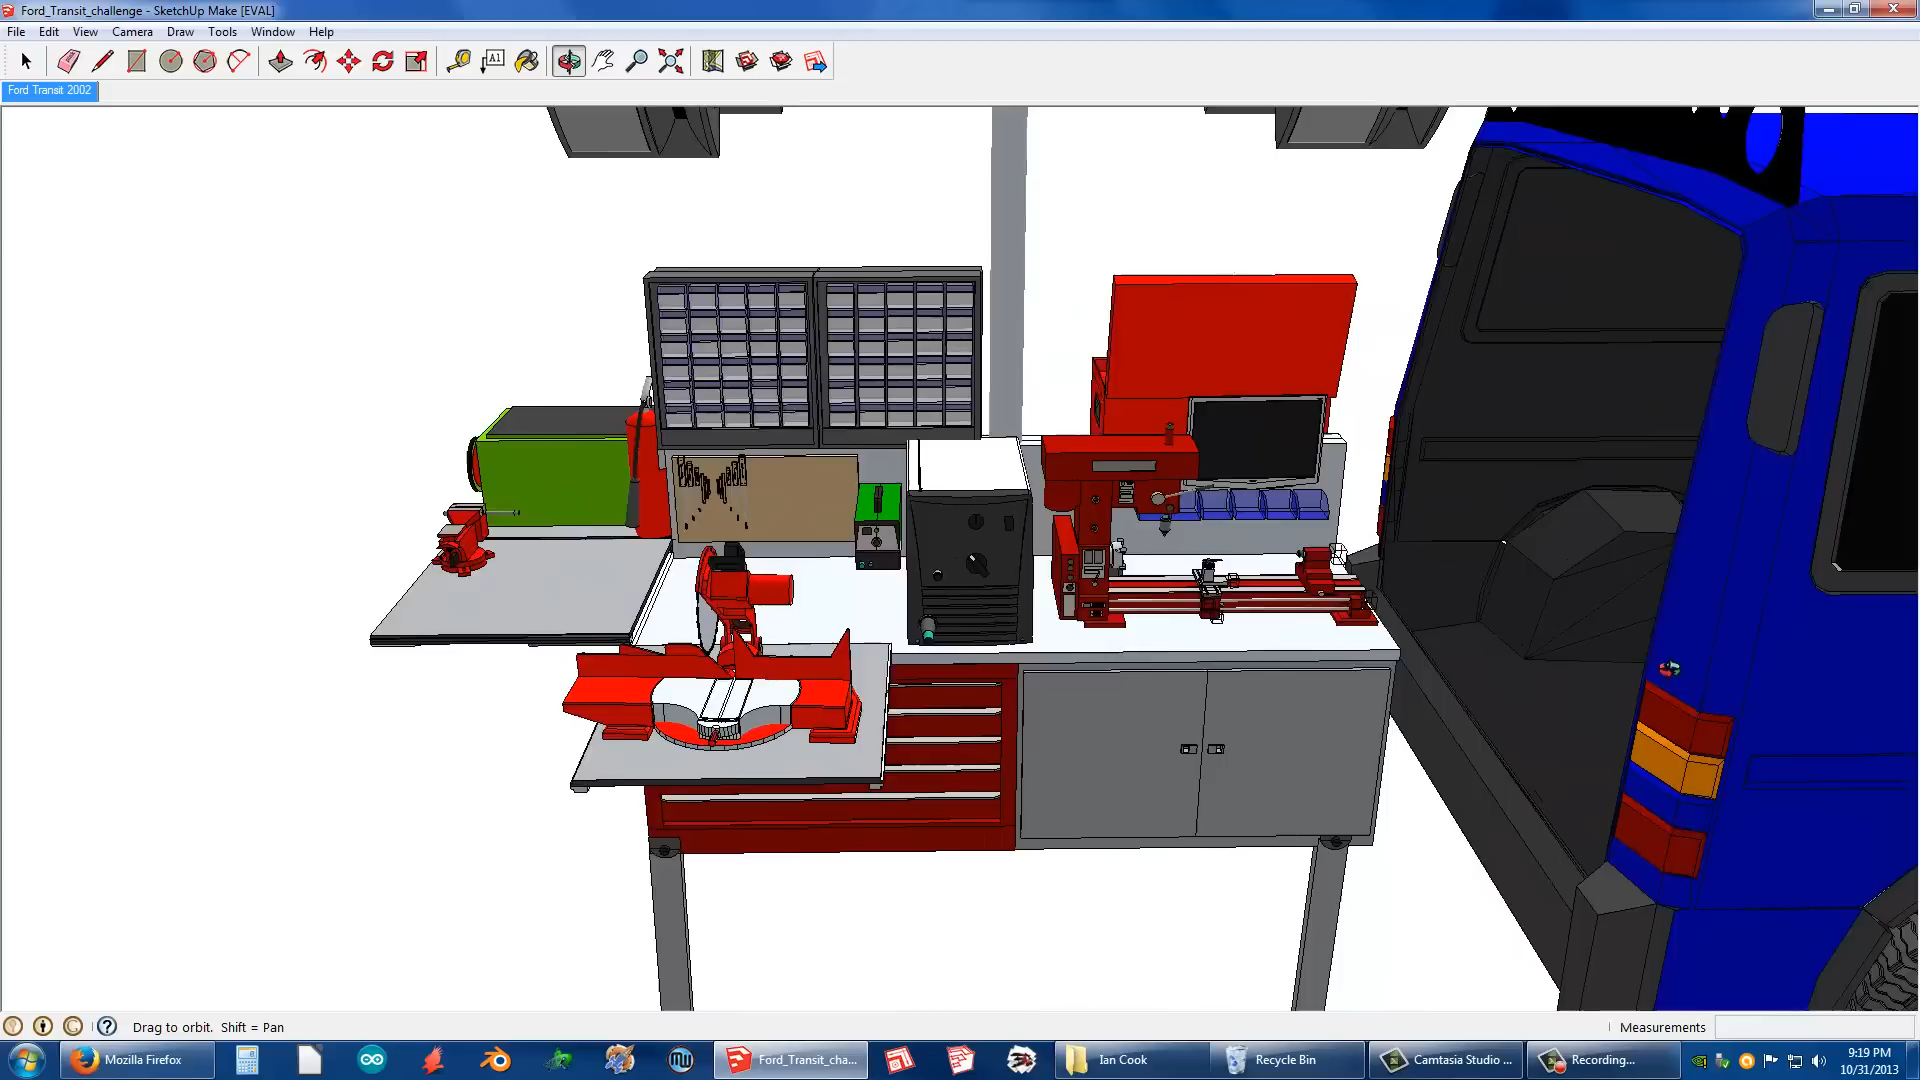 Ford_Transit_challenge - SketchUp Make [EVAL]
File Edit View Camera Draw Tools Window Help
A1
Ford Transit 2002
Drag to orbit. Shift = Pan
Measurements
Mozilla Firefox
Ford_Transit_cha...
Ian Cook
Recycle Bin
Camtasia Studio ...
Recording...
9:19 PM
10/31/2013